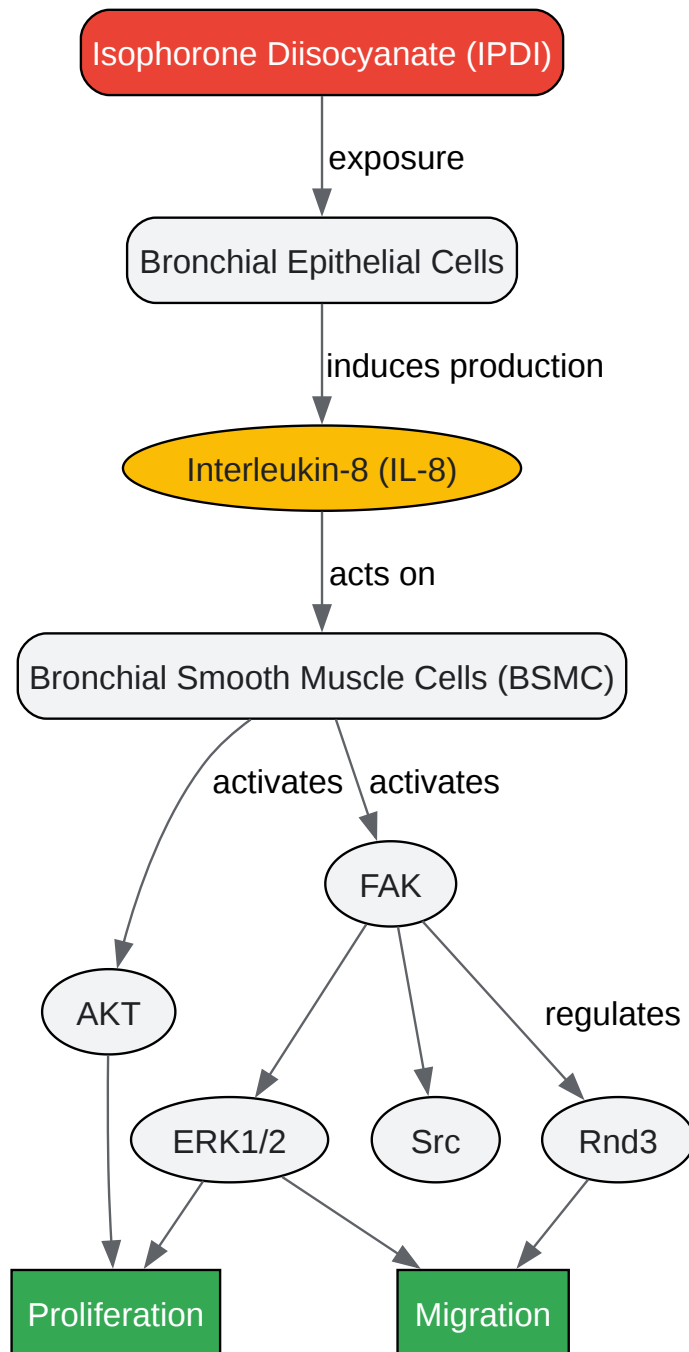 Isophorone Diisocyanate (IPDI)
exposure
Bronchial Epithelial Cells
induces production
Interleukin-8 (IL-8)
acts on
Bronchial Smooth Muscle Cells (BSMC)
activates
activates
FAK
AKT
regulates
ERK1/2
Src
Rnd3
Proliferation
Migration